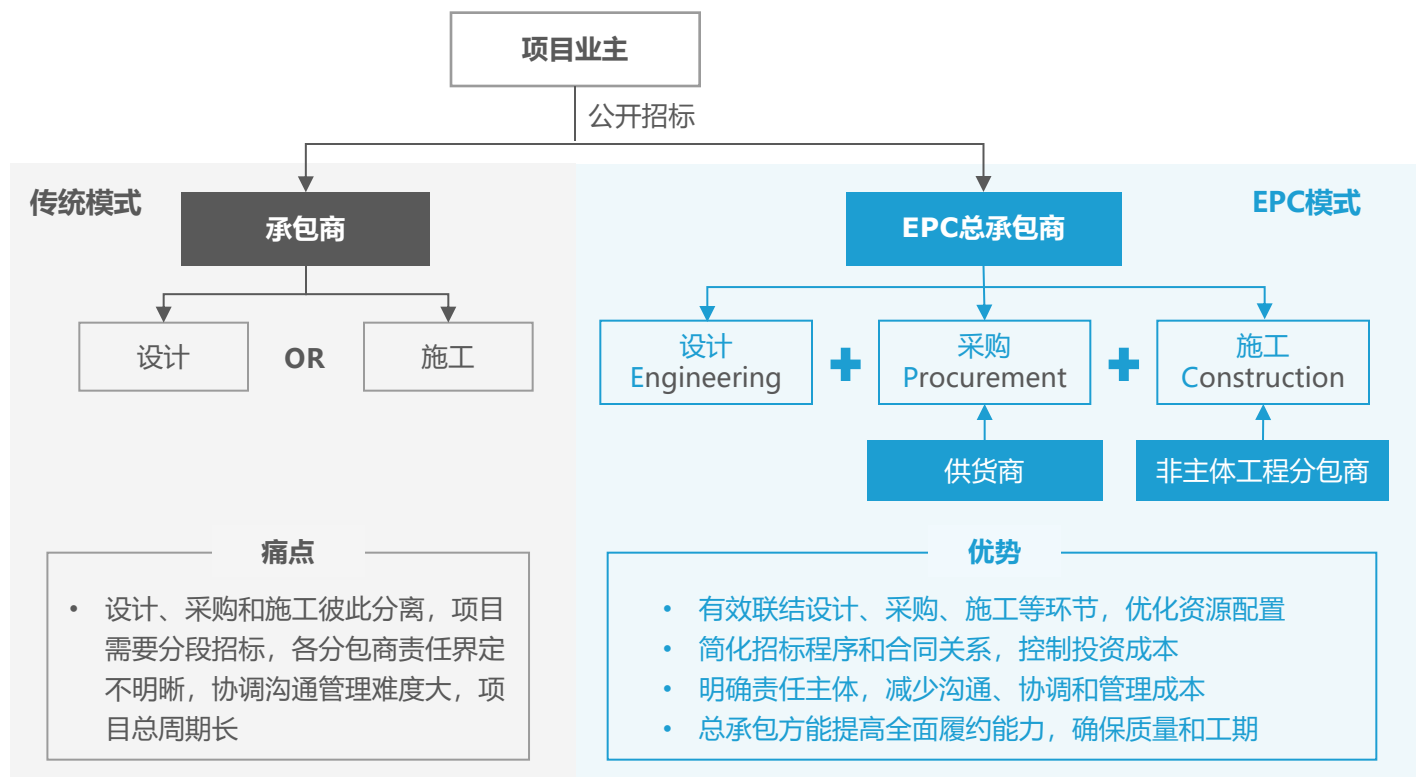 项目业主
公开招标
传统模式
承包商
设计
OR
施工
痛点
• 设计、采购和施工彼此分离，项目
需要分段招标，各分包商责任界定
不明晰，协调沟通管理难度大，项
目总周期长
EPC模式
EPC总承包商
设计
Engineering
采购
Procurement
施工
Construction
供货商
非主体工程分包商
优势
• 有效联结设计、采购、施工等环节，优化资源配置
• 简化招标程序和合同关系，控制投资成本
• 明确责任主体，减少沟通、协调和管理成本
• 总承包方能提高全面履约能力，确保质量和工期